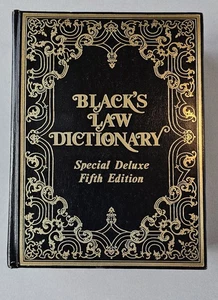 BLACK'S
LAW
DICTIONARY
Special Deluxe
Fifth Edition